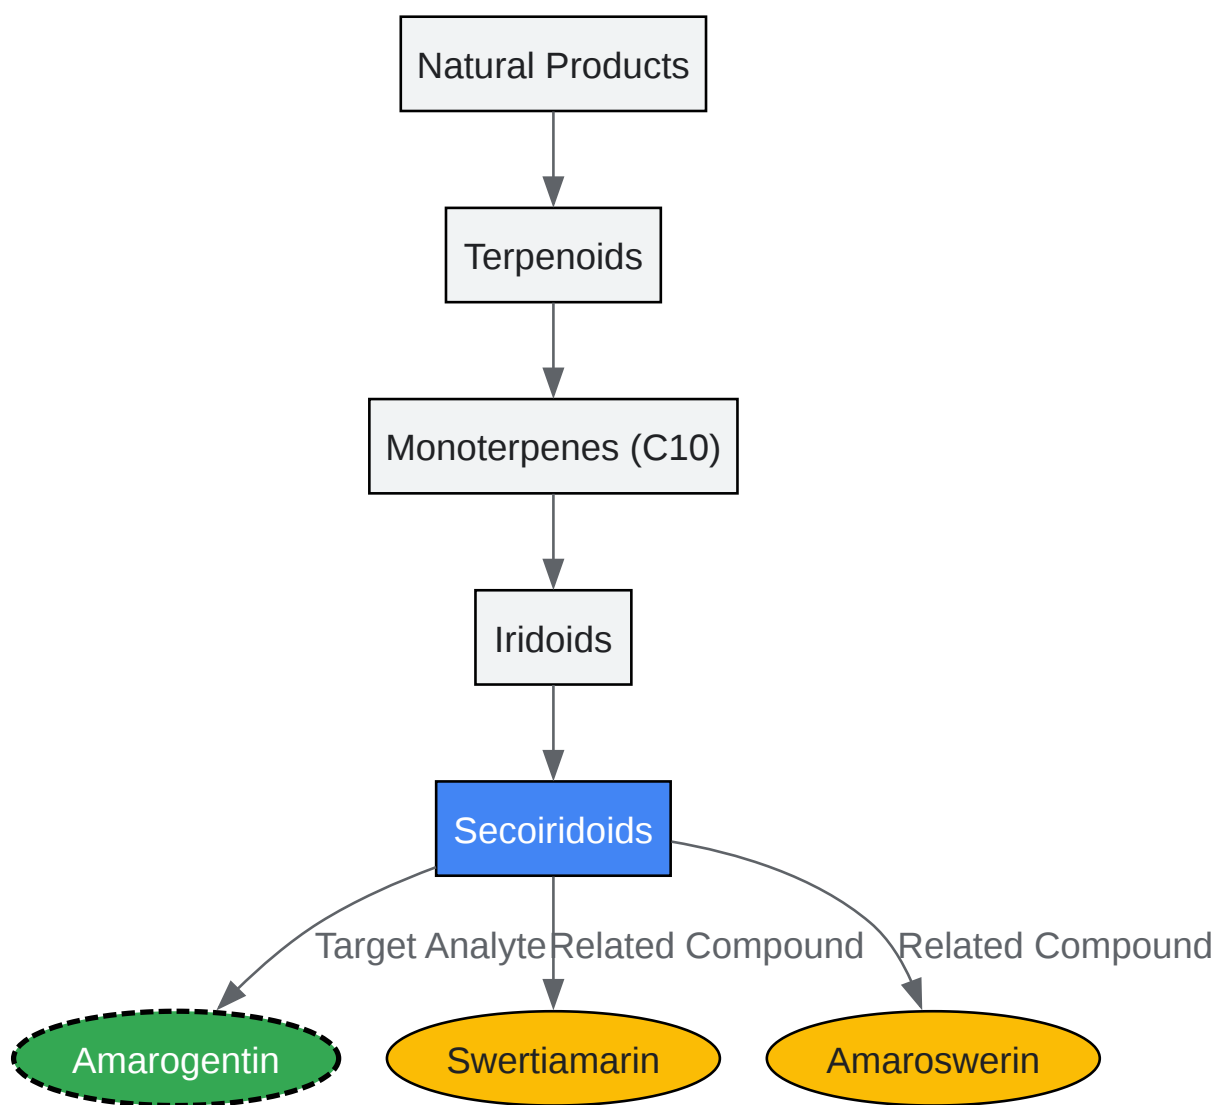 Natural Products
Terpenoids
Monoterpenes (C10)
Iridoids
Secoiridoids
Target Analyte
Related Compound
Related Compound
Amarogentin
Swertiamarin
Amaroswerin